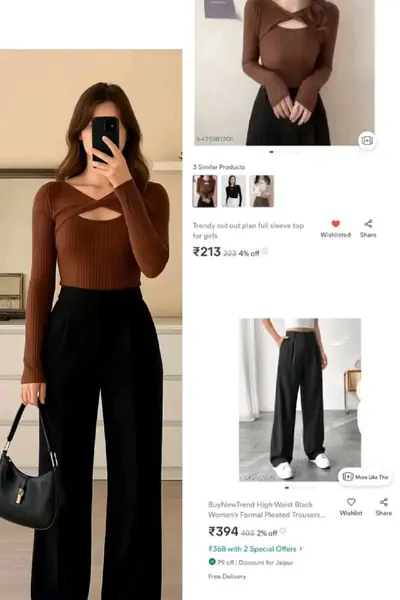 3 Similar Products
Trendy cut out plan full sleeve top
for girls
Wishlisted
Share
₹213 223 4% off
More Like This
BuyNewTrend High-Waist Black
Women's Formal Pleated Trousers...
Wishlist
Share
₹394 403 2% off
₹368 with 2 Special Offers >
₹9 off | Discount for Jaipur
Free Delivery